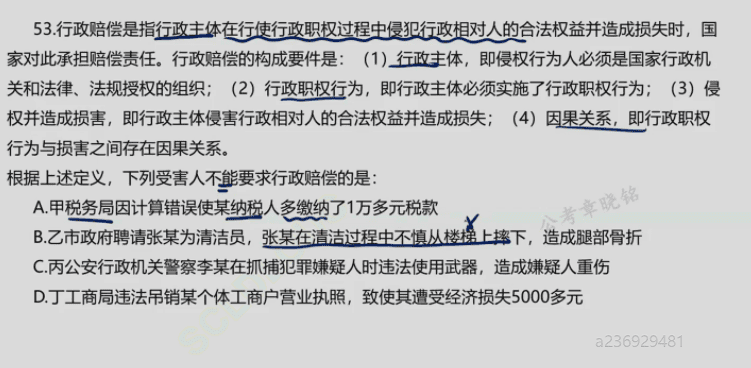 53.行政赔偿是指行政主体在行使行政职权过程中侵犯行政相对人的合法权益并造成损失时，国
家对此承担赔偿责任。行政赔偿的构成要件是：（1）行政主体，即侵权行为人必须是国家行政机
关和法律、法规授权的组织；（2）行政职权行为，即行政主体必须实施了行政职权行为；（3）侵
权并造成损害，即行政主体侵害行政相对人的合法权益并造成损失；（4）因果关系，即行政职权
行为与损害之间存在因果关系。
根据上述定义，下列受害人不能要求行政赔偿的是：
A.甲税务局因计算错误使某纳税人多缴纳了1万多元税款
B.乙市政府聘请张某为清洁员，张某在清洁过程中不慎从楼梯上摔下，造成腿部骨折
C.丙公安行政机关警察李某在抓捕犯罪嫌疑人时违法使用武器，造成嫌疑人重伤
D.丁工商局违法吊销某个体工商户营业执照，致使其遭受经济损失5000多元
公考章晓铭
a236929481